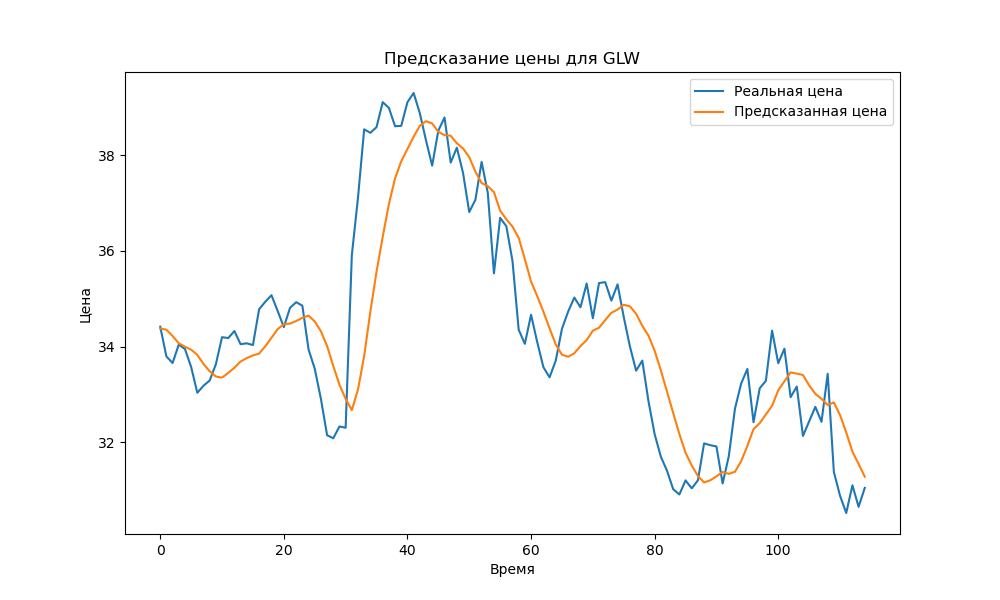 Предсказание цены для GLW
Реальная цена
Предсказанная цена
Цена
38
36
34
32
0 20 40 60 80 100
Время